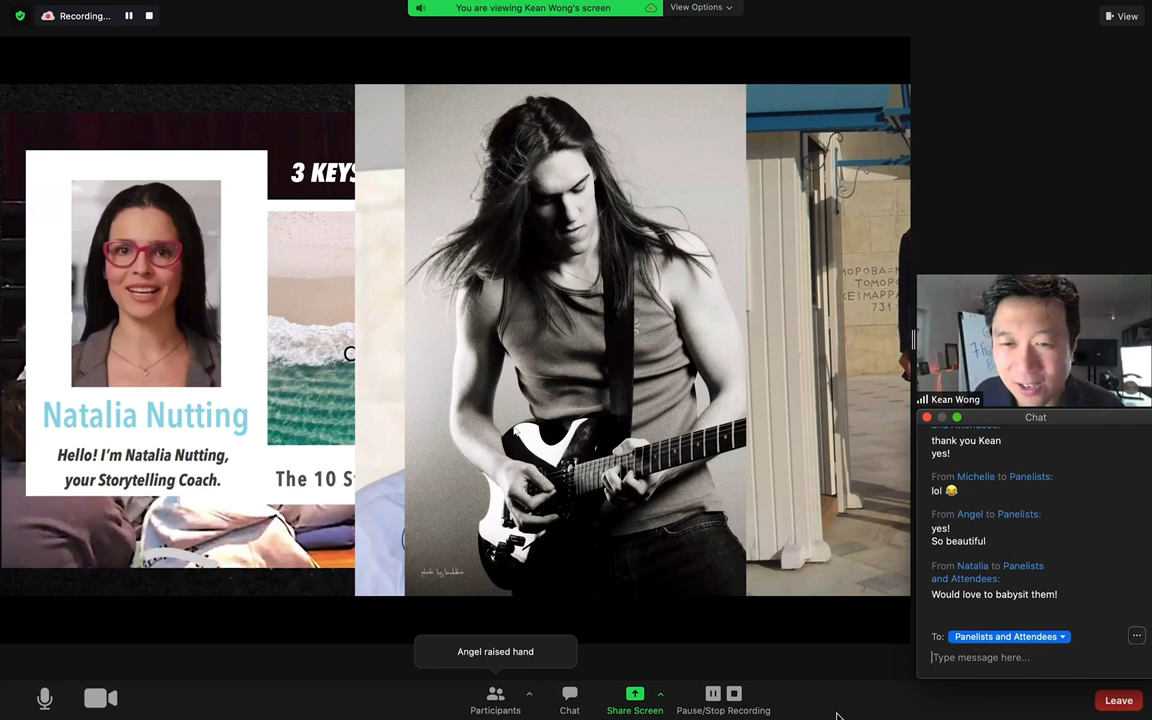 Recording...
You are viewing Kean Wong's screen
View Options
View
3 KEYS
Natalia Nutting
Hello! I'm Natalia Nutting,
your Storytelling Coach.
The 10 S
731
Kean Wong
Chat
and Attendees:
thank you Kean
yes!
From Michelle to Panelists:
lol 😂
From Angel to Panelists:
yes!
So beautiful
From Natalia to Panelists
and Attendees:
Would love to babysit them!
To: Panelists and Attendees
Type message here...
Angel raised hand
Participants
Chat
Share Screen
Pause/Stop Recording
Leave